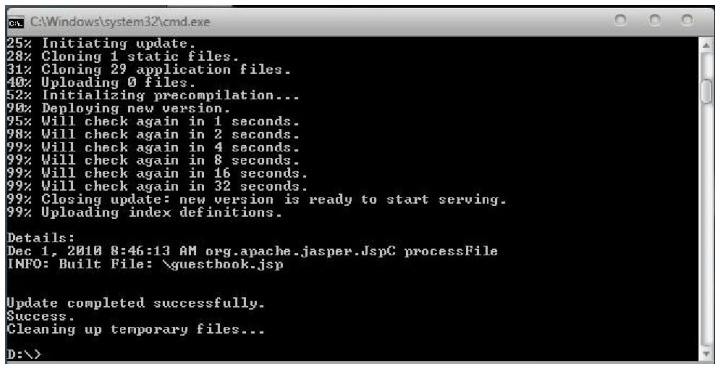 C:\Windows\system32\cmd.exe
25% Initiating update.
28% Cloning 1 static files.
31% Cloning 29 application files.
40% Uploading 0 files.
52% Initializing precompilation...
90% Deploying new version.
95% Will check again in 1 seconds.
98% Will check again in 2 seconds.
99% Will check again in 4 seconds.
99% Will check again in 8 seconds.
99% Will check again in 16 seconds.
99% Will check again in 32 seconds.
99% Closing update: new version is ready to start serving.
99% Uploading index definitions.
Details:
Dec 1, 2010 8:46:13 AM org.apache.jasper.JspC processFile
INFO: Built File: \guestbook.jsp
Update completed successfully.
Success.
Cleaning up temporary files...
D:\>